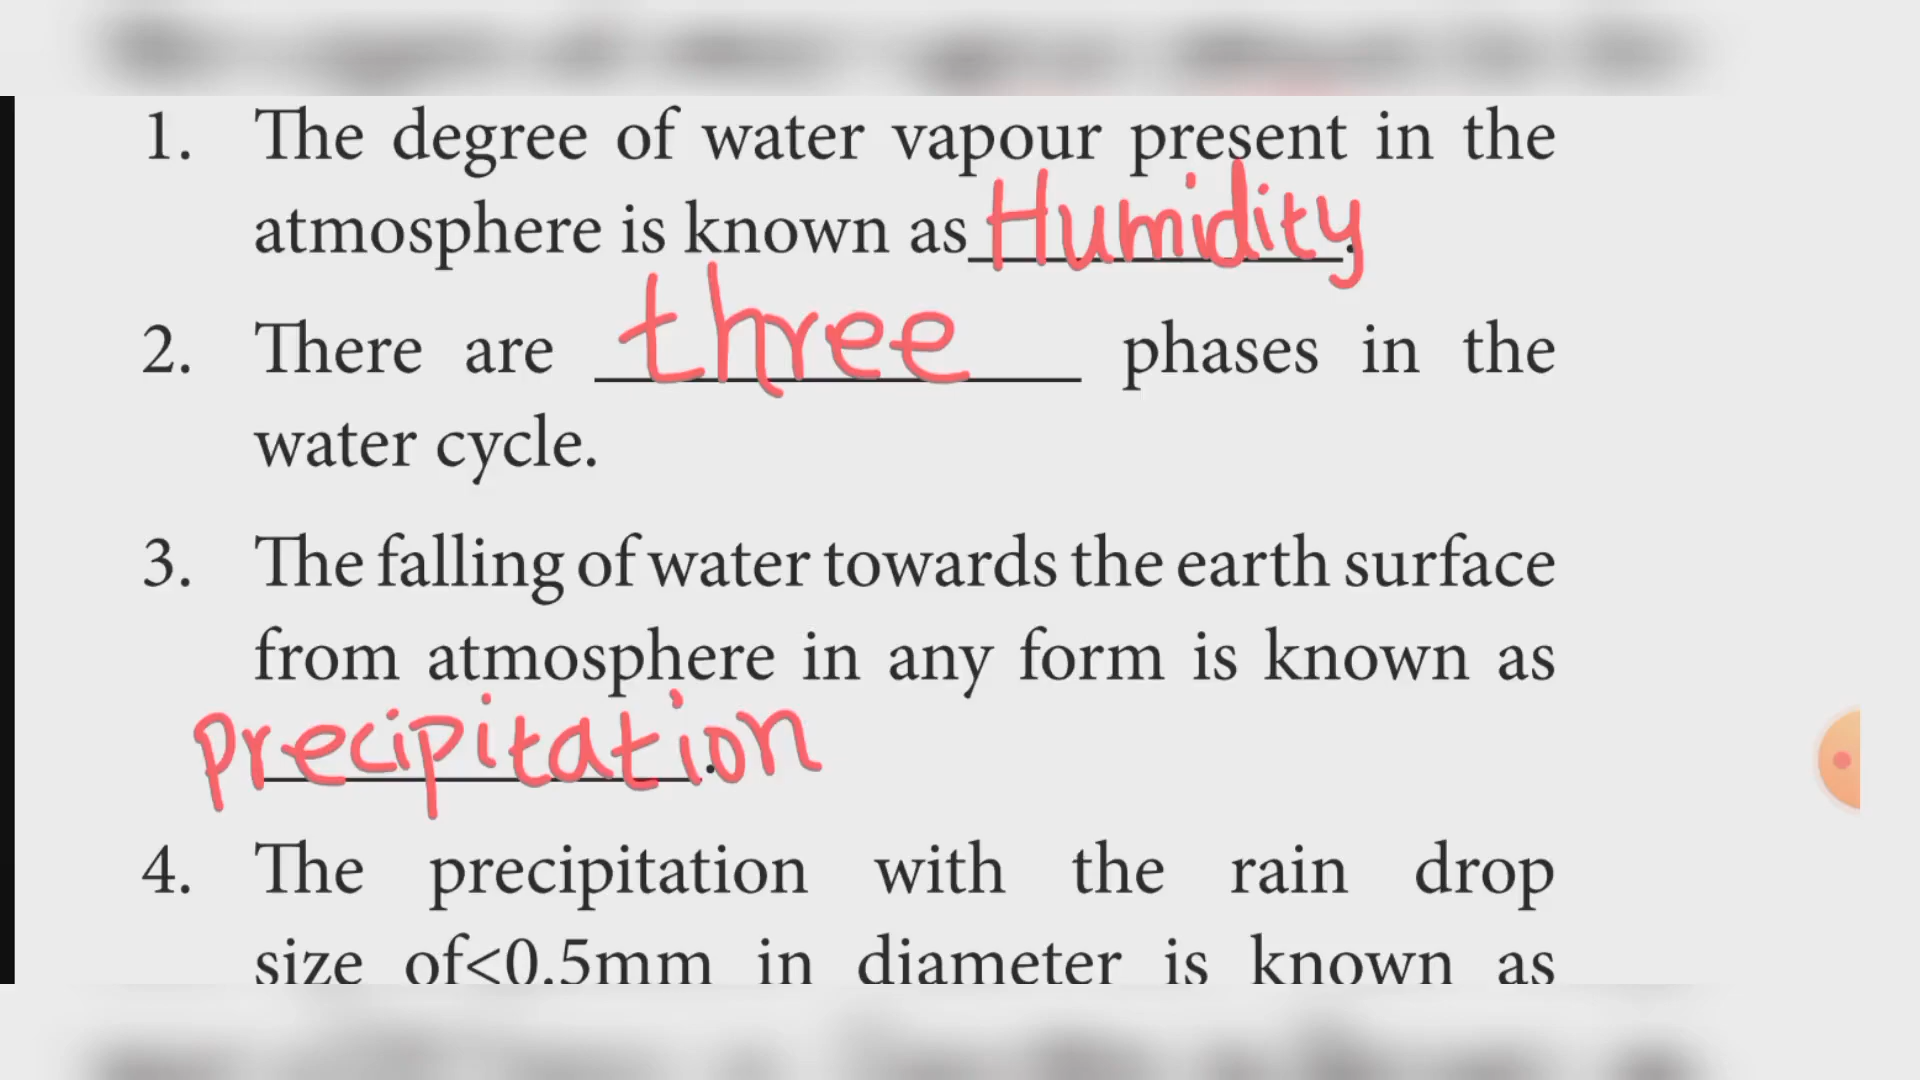 1. The degree of water vapour present in the
atmosphere is known as Humidity.
2. There are three phases in the
water cycle.
3. The falling of water towards the earth surface
from atmosphere in any form is known as
precipitation.
4. The precipitation with the rain drop
size of<0.5mm in diameter is known as